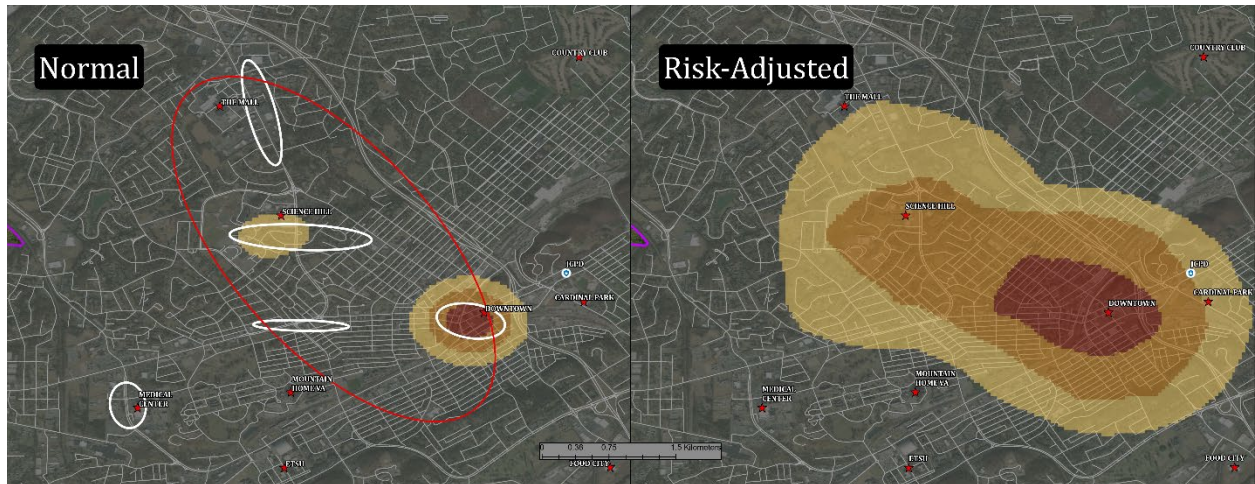 Normal
COUNTRY CLUB
THE MALL
SCIENCE HILL
JCPD
CARDINAL PARK
DOWNTOWN
MOUNTAIN
HOME VA
MEDICAL
CENTER
ETSU
FOOD CITY
0 0.38 0.75 1.5 Kilometers
Risk-Adjusted
COUNTRY CLUB
THE MALL
SCIENCE HILL
JCPD
CARDINAL PARK
DOWNTOWN
MOUNTAIN
HOME VA
MEDICAL
CENTER
ETSU
FOOD CITY